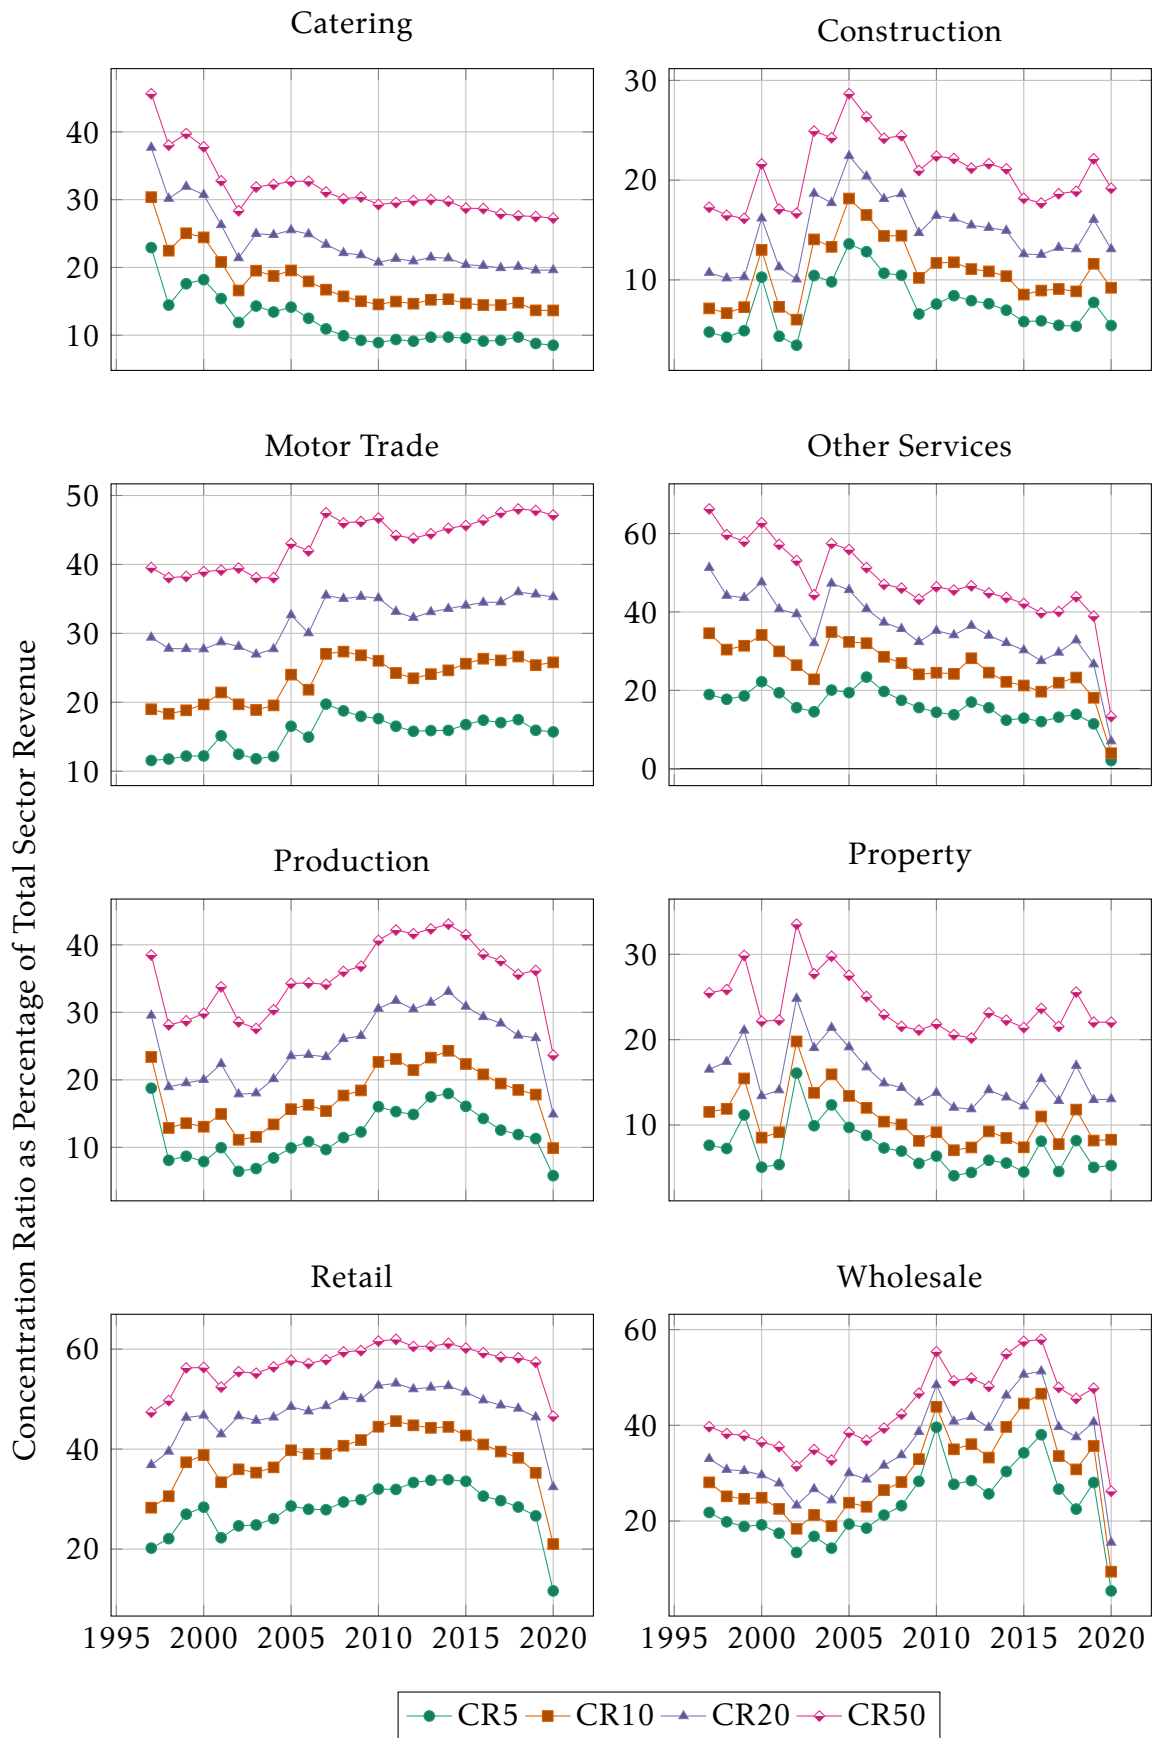 Concentration Ratio as Percentage of Total Sector Revenue
Catering
40
30
20
10
Construction
30
20
10
Motor Trade
50
40
30
20
10
Other Services
60
40
20
0
Production
40
30
20
10
Property
30
20
10
Retail
60
40
20
1995 2000 2005 2010 2015 2020
Wholesale
60
40
20
1995 2000 2005 2010 2015 2020
CR5 CR10 CR20 CR50